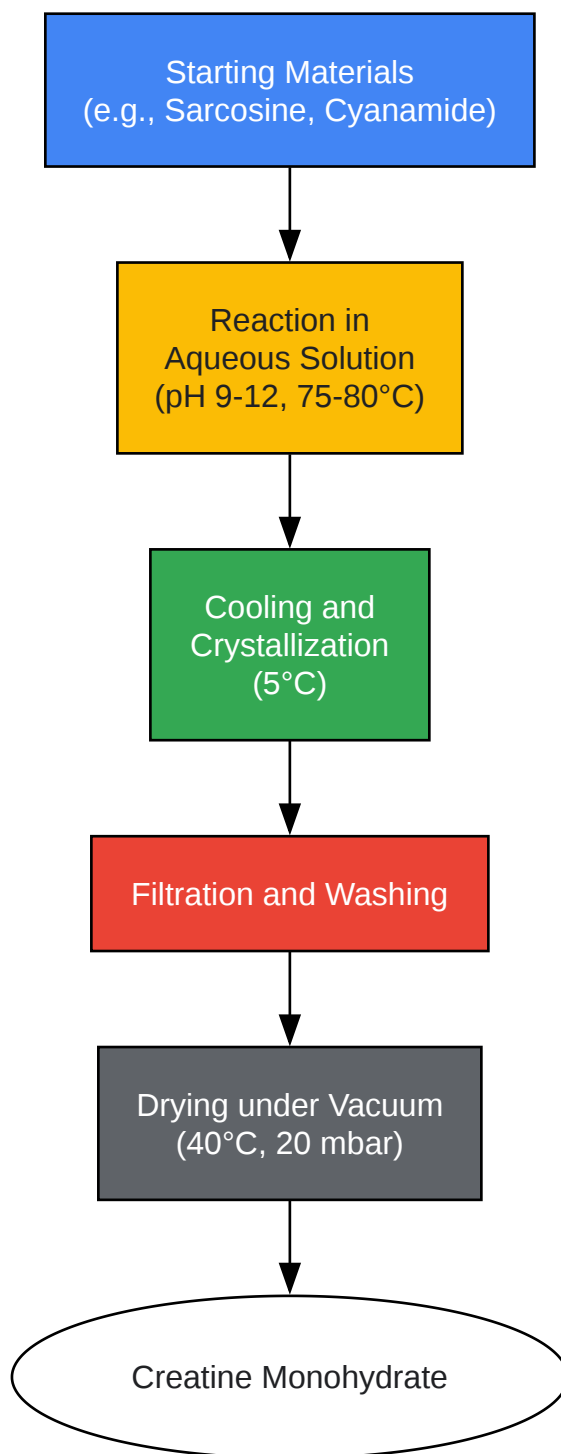 Starting Materials
(e.g., Sarcosine, Cyanamide)
Reaction in
Aqueous Solution
(pH 9-12, 75-80°C)
Cooling and
Crystallization
(5°C)
Filtration and Washing
Drying under Vacuum
(40°C, 20 mbar)
Creatine Monohydrate